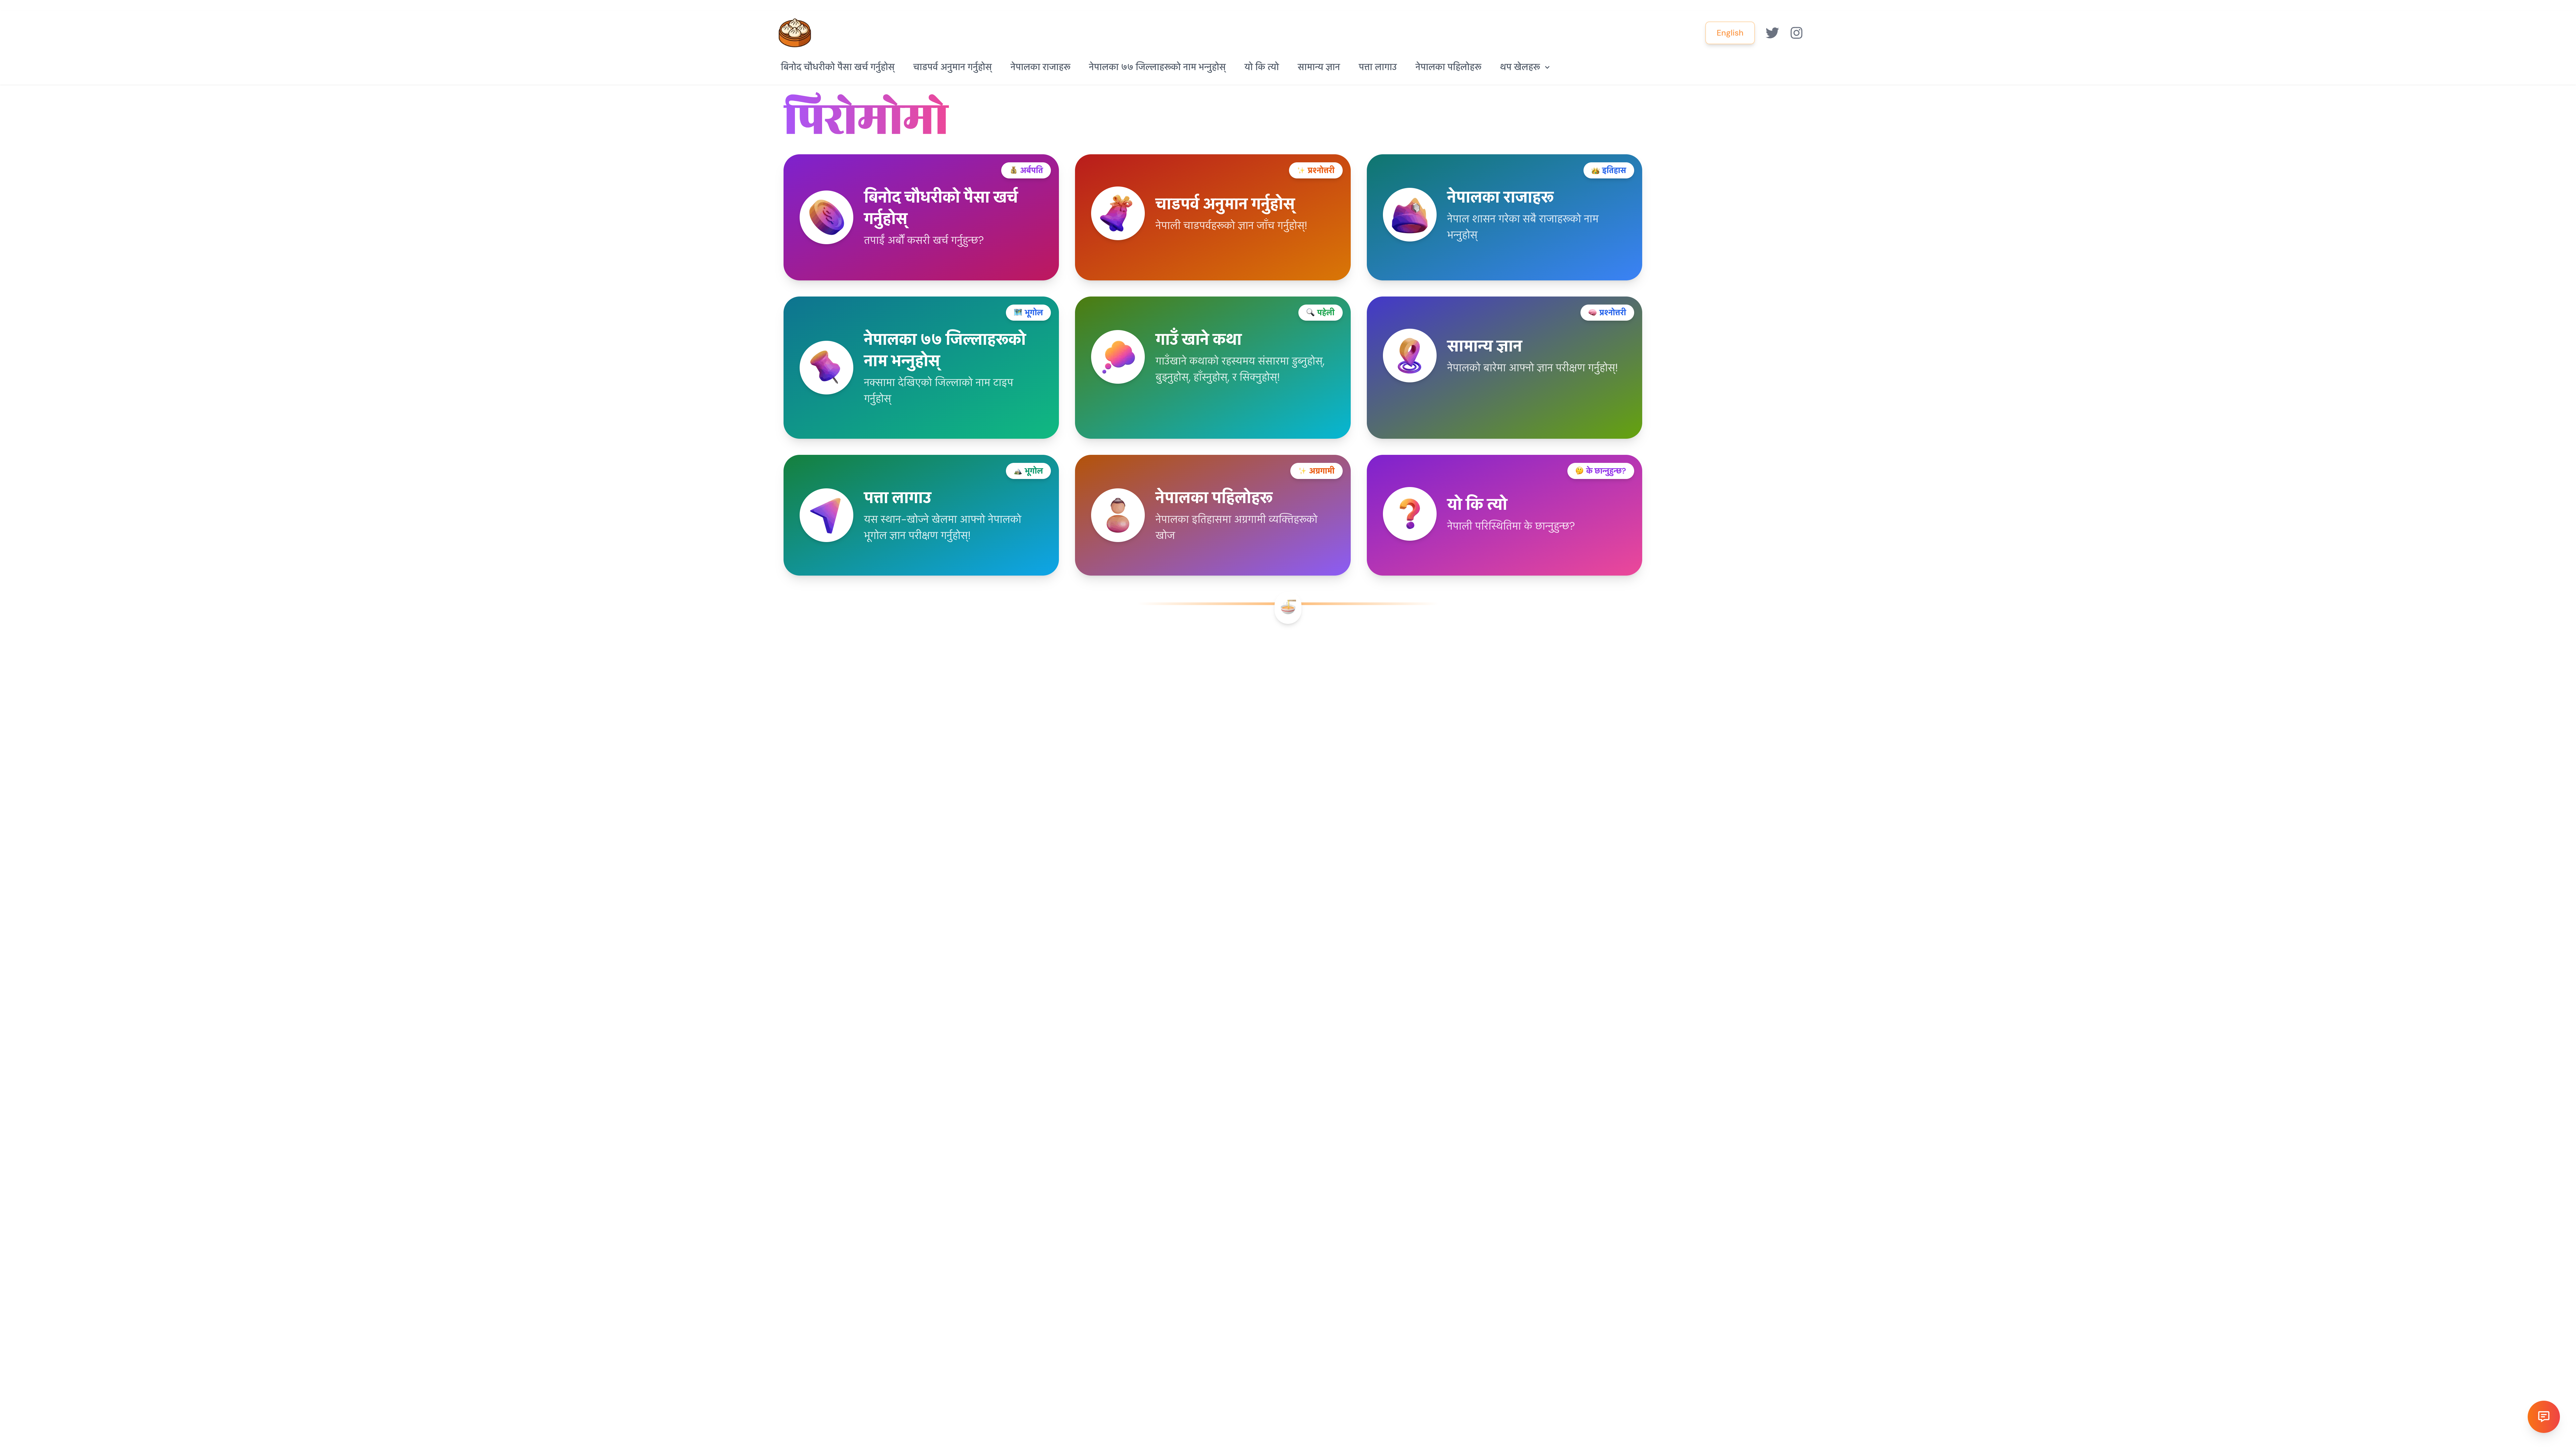 English
बिनोद चौधरीको पैसा खर्च गर्नुहोस् चाडपर्व अनुमान गर्नुहोस् नेपालका राजाहरू नेपालका ७७ जिल्लाहरूको नाम भन्नुहोस् यो कि त्यो सामान्य ज्ञान पत्ता लागाउ नेपालका पहिलोहरू थप खेलहरू
पिरोमोमो
अर्बपति
बिनोद चौधरीको पैसा खर्च
गर्नुहोस्
तपाईं अर्बौं कसरी खर्च गर्नुहुन्छ?
प्रश्नोत्तरी
चाडपर्व अनुमान गर्नुहोस्
नेपाली चाडपर्वहरूको ज्ञान जाँच गर्नुहोस्!
इतिहास
नेपालका राजाहरू
नेपाल शासन गरेका सबै राजाहरूको नाम
भन्नुहोस्
भूगोल
नेपालका ७७ जिल्लाहरूको
नाम भन्नुहोस्
नक्सामा देखिएको जिल्लाको नाम टाइप
गर्नुहोस्
पहेली
गाउँ खाने कथा
गाउँखाने कथाको रहस्यमय संसारमा डुब्नुहोस्,
बुझ्नुहोस्, हाँस्नुहोस्, र सिक्नुहोस्!
प्रश्नोत्तरी
सामान्य ज्ञान
नेपालको बारेमा आफ्नो ज्ञान परीक्षण गर्नुहोस्!
भूगोल
पत्ता लागाउ
यस स्थान-खोज्ने खेलमा आफ्नो नेपालको
भूगोल ज्ञान परीक्षण गर्नुहोस्!
अग्रगामी
नेपालका पहिलोहरू
नेपालका इतिहासमा अग्रगामी व्यक्तिहरूको
खोज
के छान्नुहुन्छ?
यो कि त्यो
नेपाली परिस्थितिमा के छान्नुहुन्छ?